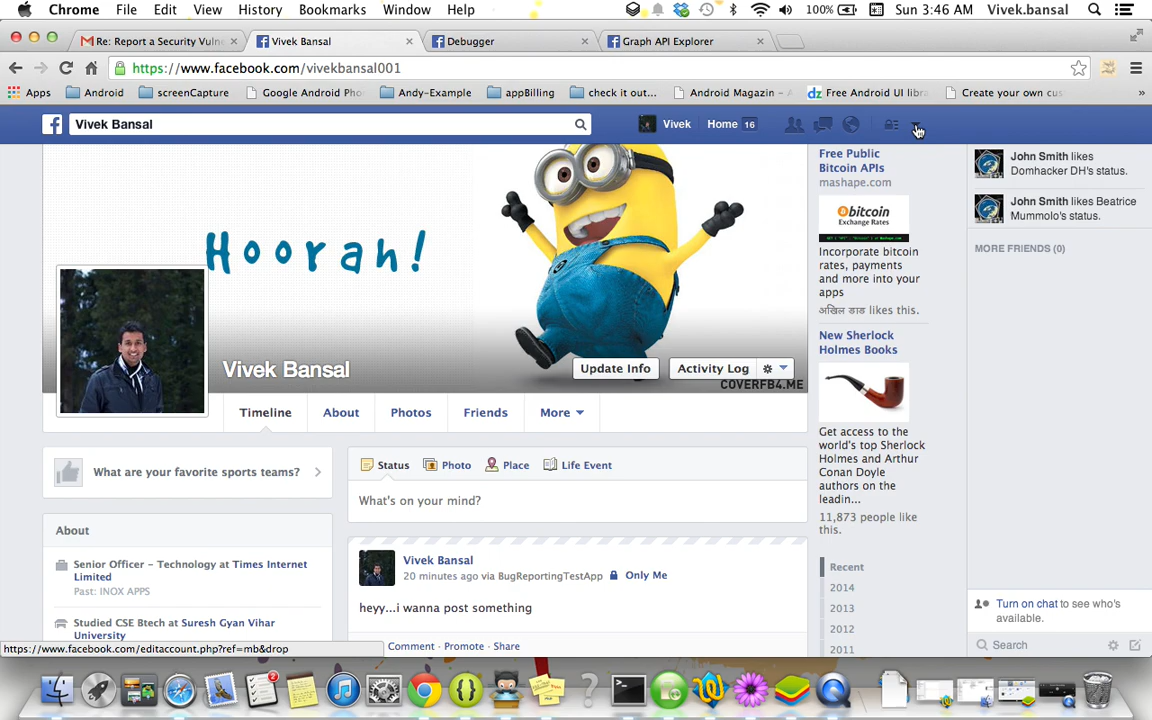 Chrome File Edit View History Bookmarks Window Help 100% Sun 3:46 AM Vivek.bansal
Re: Report a Security Vulne
Vivek Bansal
Debugger
Graph API Explorer
https://www.facebook.com/vivekbansal001
Apps Android screenCapture Google Android Pho Andy-Example appBilling check it out... Android Magazin - A Free Android UI libr Create your own cus »
Vivek Bansal
Vivek Home 16
Hoorah!
Vivek Bansal
Update Info
Activity Log
COVERFB4.ME
Timeline About Photos Friends More
What are your favorite sports teams?
About
Senior Officer – Technology at Times Internet
Limited
Past: INOX APPS
Studied CSE Btech at Suresh Gyan Vihar
University
https://www.facebook.com/editaccount.php?ref=mb&drop
Status Photo Place Life Event
What's on your mind?
Vivek Bansal
20 minutes ago via BugReportingTestApp Only Me
heyy...i wanna post something
Comment · Promote · Share
Free Public
Bitcoin APIs
mashape.com
bitcoin
Exchange Rates
Incorporate bitcoin
rates, payments
and more into your
apps
अखिल डाड likes this.
New Sherlock
Holmes Books
Get access to the
world's top Sherlock
Holmes and Arthur
Conan Doyle
authors on the
leadin...
11,873 people like
this.
Recent
2014
2013
2012
2011
John Smith likes
Domhacker DH's status.
John Smith likes Beatrice
Mummolo's status.
MORE FRIENDS (0)
Turn on chat to see who's
available.
Search
2